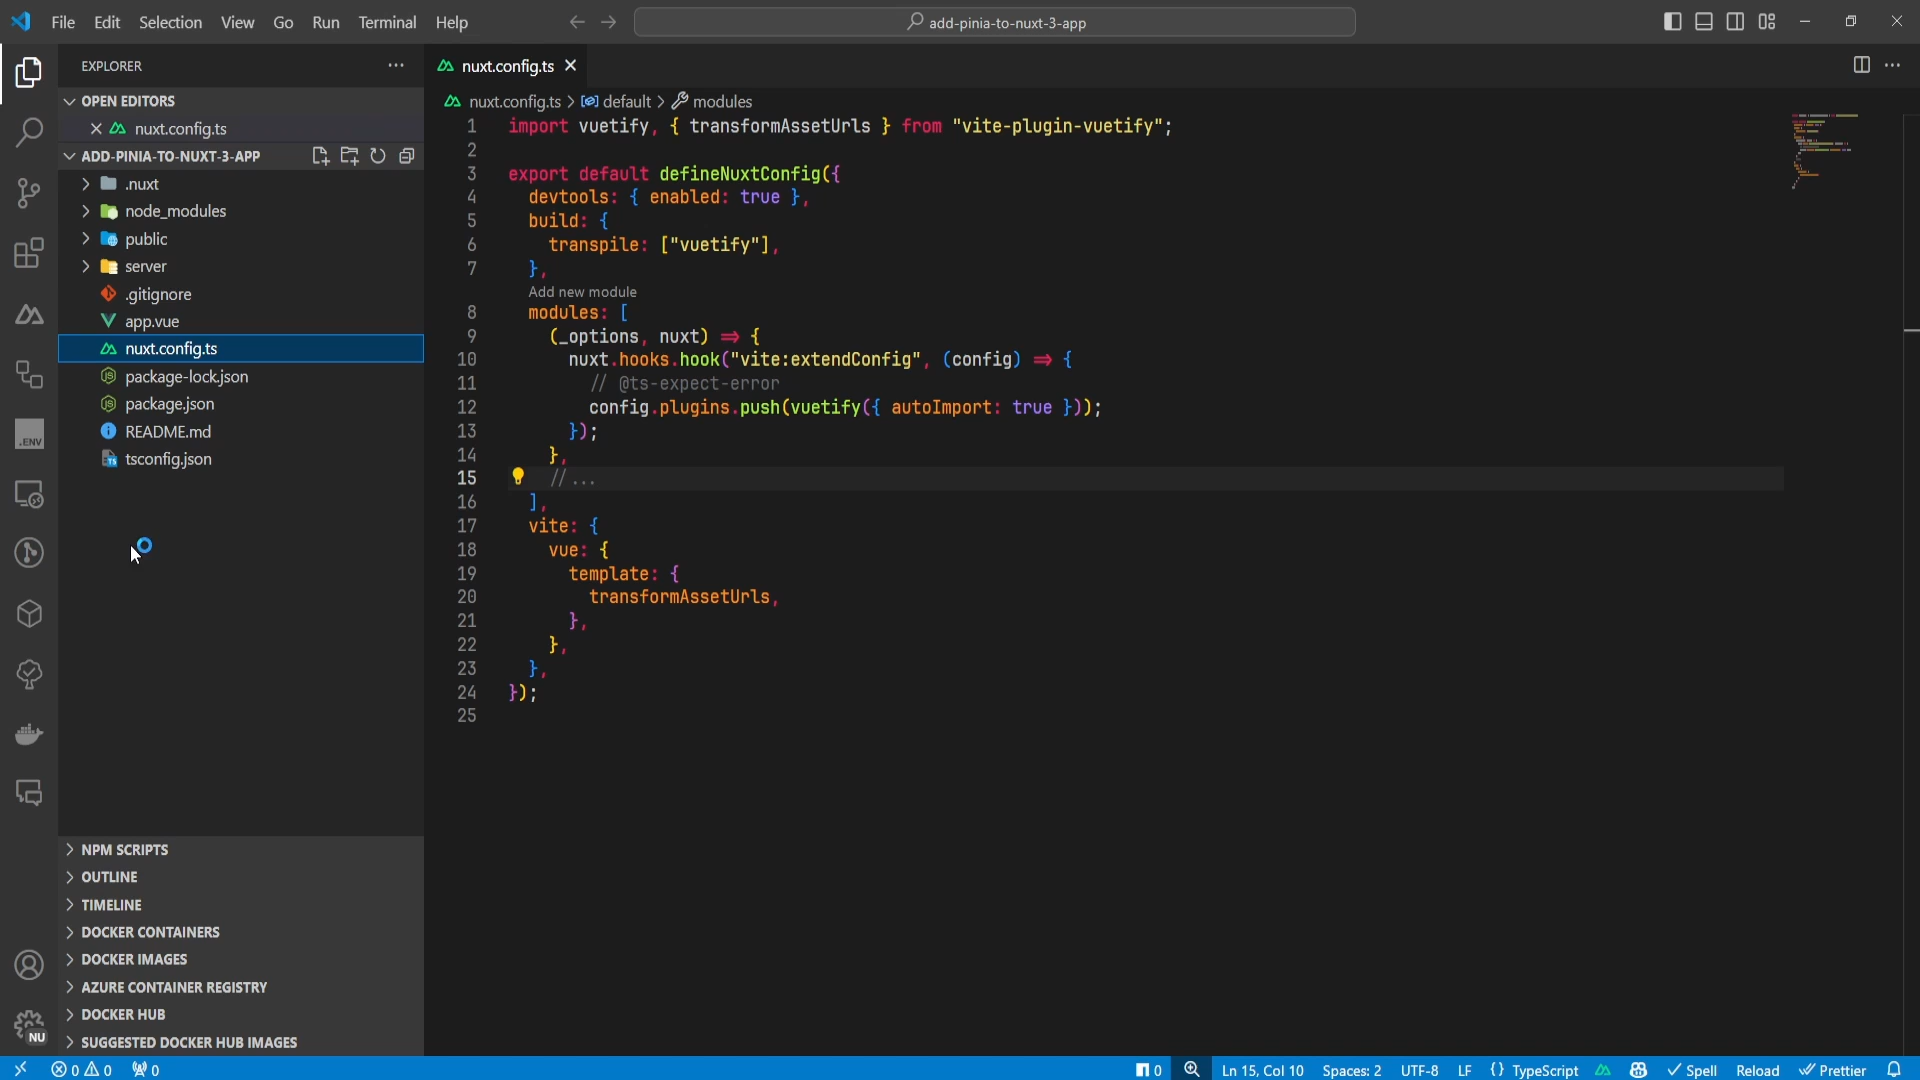 File Edit Selection View Go Run Terminal Help
add-pinia-to-nuxt-3-app
EXPLORER
OPEN EDITORS
nuxt.config.ts
ADD-PINIA-TO-NUXT-3-APP
.nuxt
node_modules
public
server
.gitignore
app.vue
nuxt.config.ts
package-lock.json
package.json
README.md
tsconfig.json
.ENV
NPM SCRIPTS
OUTLINE
TIMELINE
DOCKER CONTAINERS
DOCKER IMAGES
AZURE CONTAINER REGISTRY
DOCKER HUB
SUGGESTED DOCKER HUB IMAGES
NU
nuxt.config.ts
nuxt.config.ts > default > modules
1 import vuetify, { transformAssetUrls } from "vite-plugin-vuetify";
2
3 export default defineNuxtConfig({
4 devtools: { enabled: true },
5 build: {
6 transpile: ["vuetify"],
7 },
Add new module
8 modules: [
9 (_options, nuxt) => {
10 nuxt.hooks.hook("vite:extendConfig", (config) => {
11 // @ts-expect-error
12 config.plugins.push(vuetify({ autoImport: true }));
13 });
14 },
15 // ...
16 ],
17 vite: {
18 vue: {
19 template: {
20 transformAssetUrls,
21 },
22 },
23 },
24 });
25
0 0 0 0 Ln 15, Col 10 Spaces: 2 UTF-8 LF {} TypeScript Spell Reload Prettier